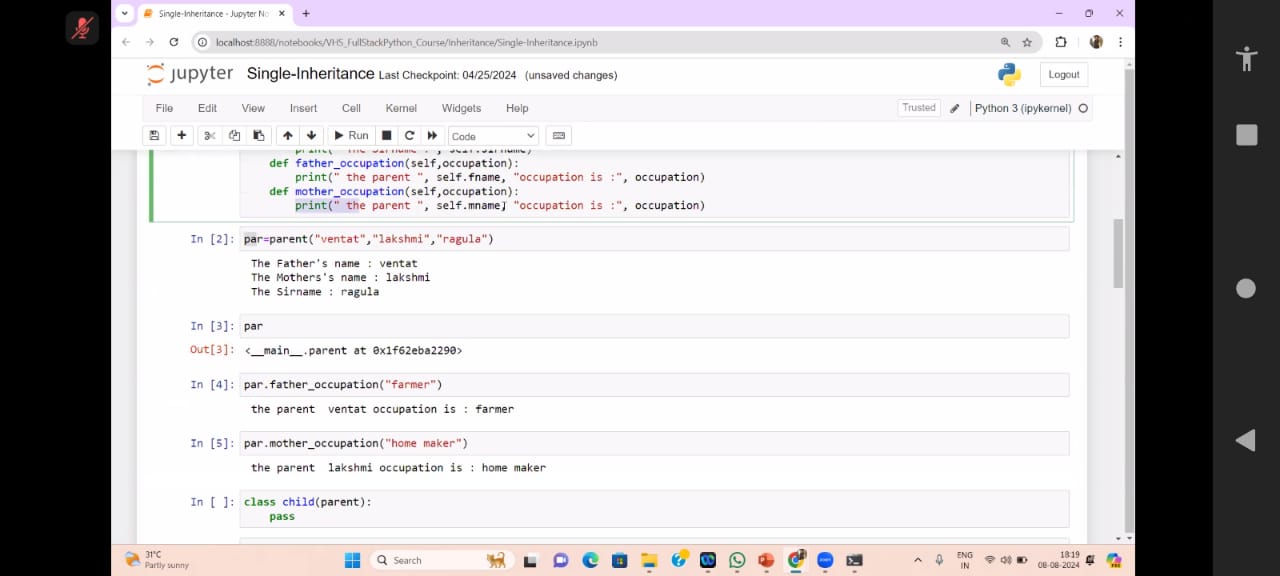 Single-Inheritance - Jupyter No
localhost:8888/notebooks/VHS_FullStackPython_Course/Inheritance/Single-Inheritance.ipynb
jupyter Single-Inheritance Last Checkpoint: 04/25/2024 (unsaved changes)
Logout
File Edit View Insert Cell Kernel Widgets Help
Trusted
Python 3 (ipykernel)
Run
Code
def father_occupation(self,occupation):
print(" the parent ", self.fname, "occupation is :", occupation)
def mother_occupation(self,occupation):
print(" the parent ", self.mname, "occupation is :", occupation)
In [2]: par=parent("ventat","lakshmi","ragula")
The Father's name : ventat
The Mothers's name : lakshmi
The Sirname : ragula
In [3]: par
Out[3]: <__main__.parent at 0x1f62eba2290>
In [4]: par.father_occupation("farmer")
the parent  ventat occupation is : farmer
In [5]: par.mother_occupation("home maker")
the parent  lakshmi occupation is : home maker
In [ ]: class child(parent):
pass
31°C
Partly sunny
Search
ENG
IN
18:19
08-08-2024